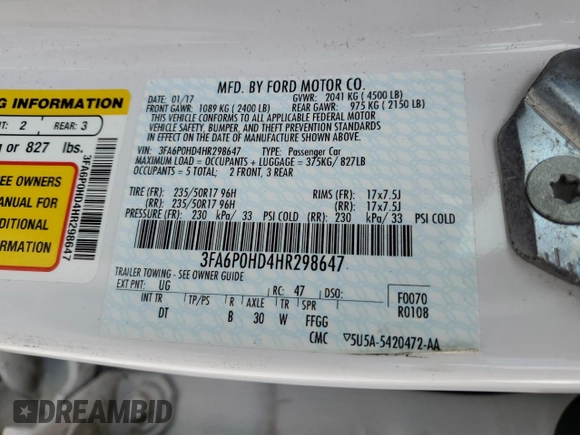 G INFORMATION
NT: 2 REAR: 3
g or 827 lbs.
SEE OWNERS
MANUAL FOR
ADDITIONAL
INFORMATION
3FA6P0HD4HR298647
MFD. BY FORD MOTOR CO.
DATE: 01/17 GVWR: 2041 KG ( 4500 LB)
FRONT GAWR: 1089 KG ( 2400 LB) REAR GAWR: 975 KG ( 2150 LB)
THIS VEHICLE CONFORMS TO ALL APPLICABLE FEDERAL MOTOR VEHICLE
SAFETY, BUMPER, AND THEFT PREVENTION STANDARDS
IN EFFECT ON THE DATE OF MANUFACTURE SHOWN ABOVE.
VIN: 3FA6P0HD4HR298647 TYPE: Passenger Car
MAXIMUM LOAD = OCCUPANTS + LUGGAGE = 375KG/827LB
OCCUPANTS = 5 TOTAL: 2 FRONT, 3 REAR
TIRE (FR): 235/50R17 96H RIMS (FR): 17x7.5J
(RR): 235/50R17 96H (RR): 17x7.5J
PRESSURE (FR): 230 kPa/ 33 PSI COLD (RR) 230 kPa/ 33 PSI COLD
3FA6P0HD4HR298647
TRAILER TOWING - SEE OWNER GUIDE
EXT PNT: UG RC: 47 DSO: F0070
INT TR TP/PS R AXLE TR SPR R0108
DT B 30 W FFGG
CMC ▽5U5A-5420472-AA
DREAMBID